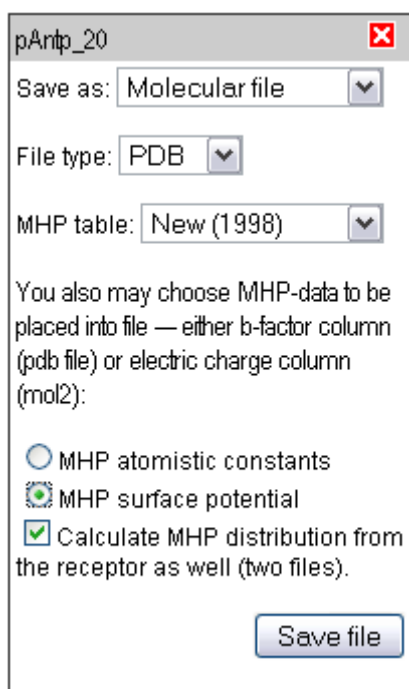 pAntp_20
Save as: Molecular file
File type: PDB
MHP table: New (1998)
You also may choose MHP-data to be
placed into file — either b-factor column
(pdb file) or electric charge column
(mol2):
MHP atomistic constants
MHP surface potential
Calculate MHP distribution from
the receptor as well (two files).
Save file